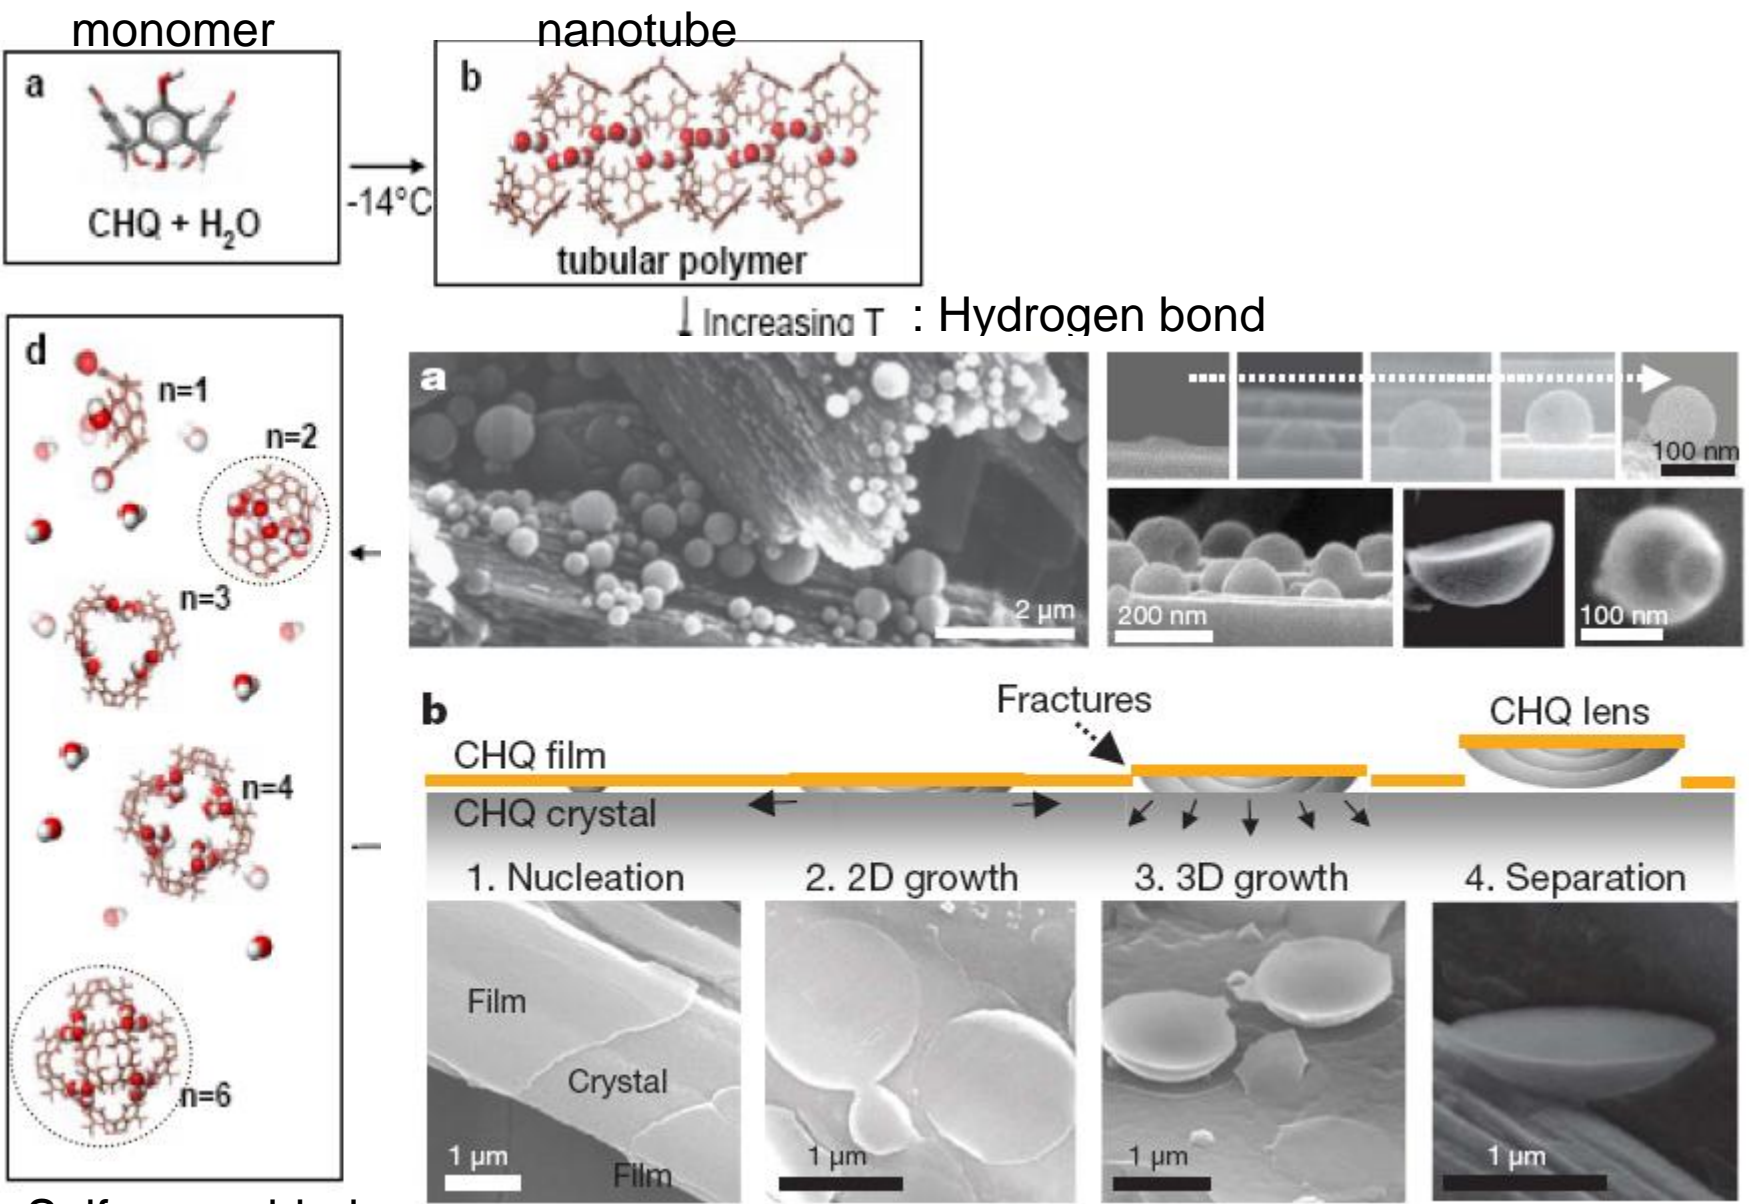 monomer
nanotube
a
CHQ + H₂O
-14°C
b
tubular polymer
Increasing T
: Hydrogen bond
d
n=1
n=2
n=3
n=4
n=6
a
2 µm
100 nm
200 nm
100 nm
b
Fractures
CHQ lens
CHQ film
CHQ crystal
1. Nucleation
2. 2D growth
3. 3D growth
4. Separation
Film
Crystal
Film
1 µm
1 µm
1 µm
1 µm